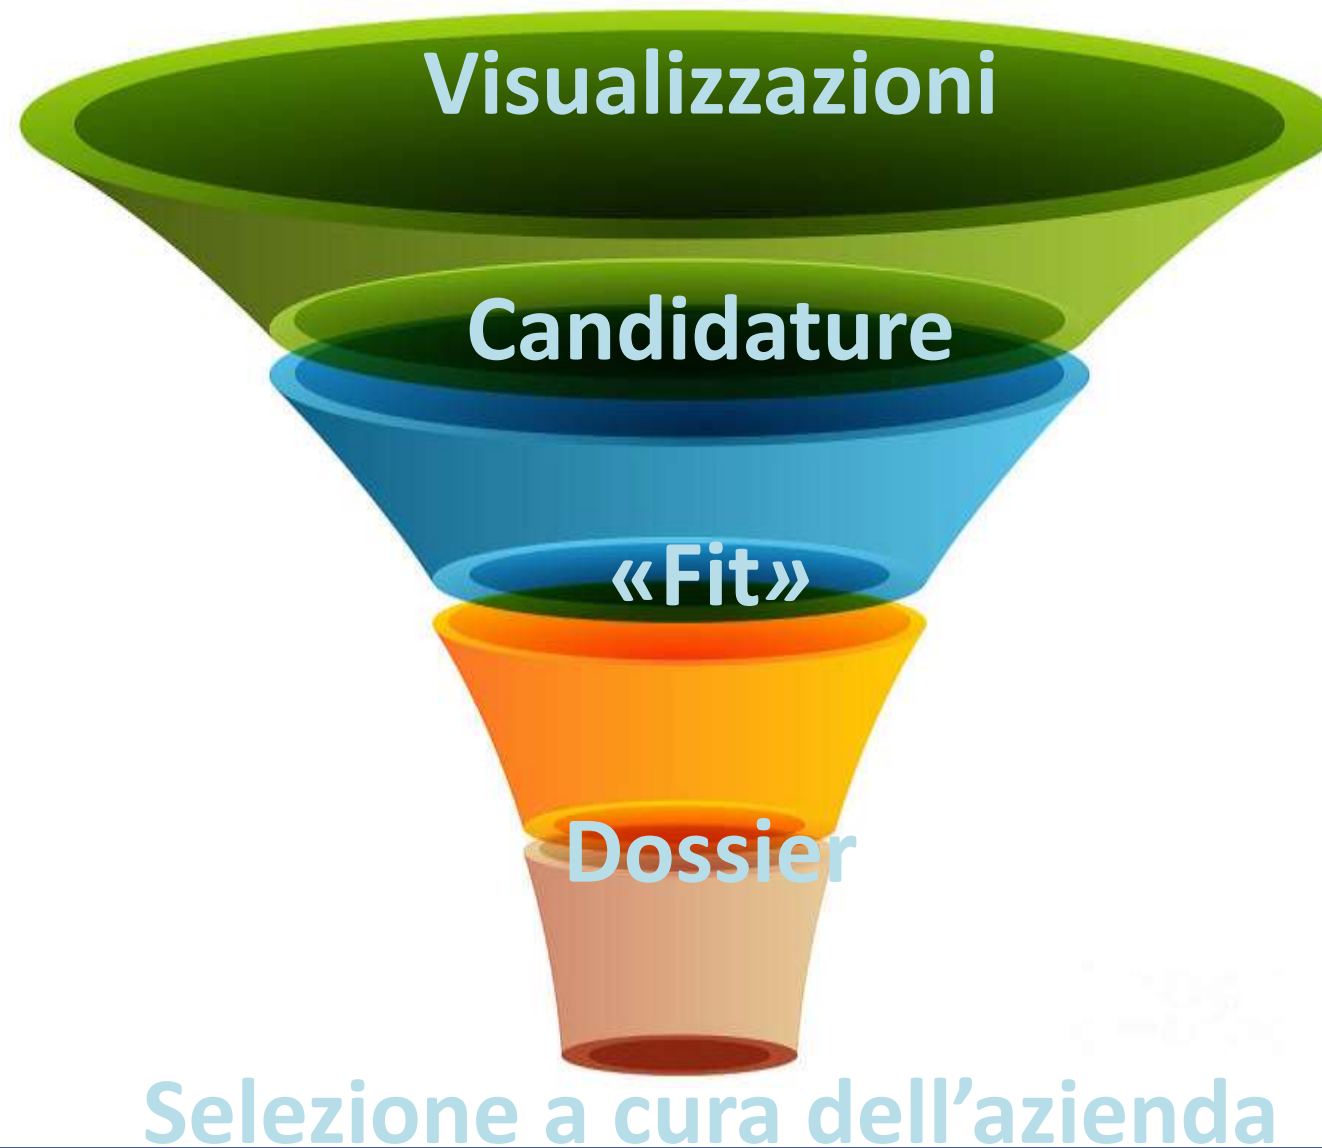 Visualizzazioni
Candidature
«Fit»
Dossier
Selezione a cura dell’azienda